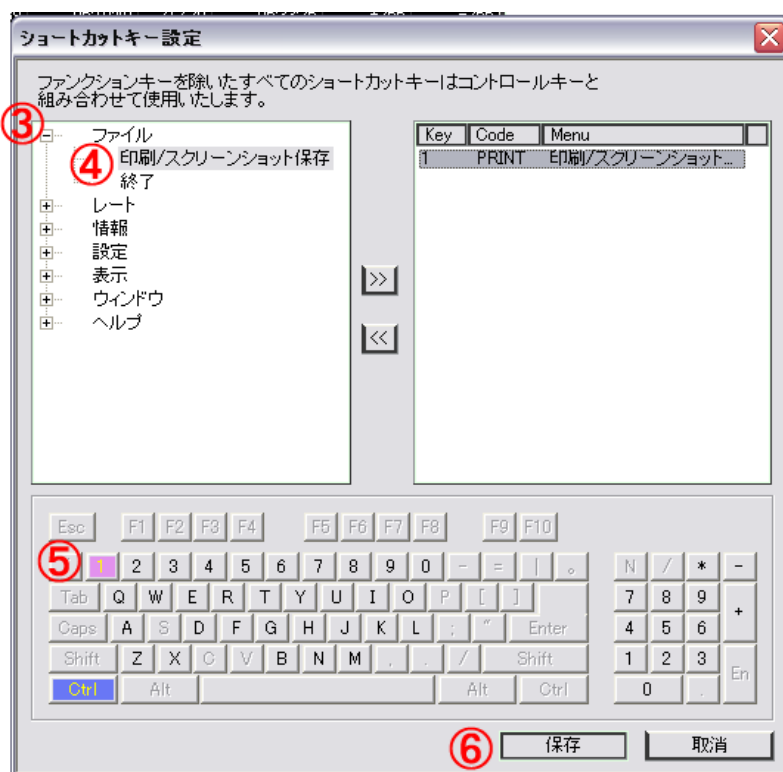 ショートカットキー設定
ファンクションキーを除いたすべてのショートカットキーはコントロールキーと
組み合わせて使用いたします。
③
ファイル
④
印刷/スクリーンショット保存
終了
レート
情報
設定
表示
ウィンドウ
ヘルプ
>>
<<
Key Code Menu
1 PRINT 印刷/スクリーンショット...
Esc F1 F2 F3 F4 F5 F6 F7 F8 F9 F10
⑤ 1 2 3 4 5 6 7 8 9 0 - = | 。 N / * -
Tab Q W E R T Y U I O P [ ] 7 8 9 +
Caps A S D F G H J K L ; " Enter 4 5 6
Shift Z X C V B N M , . / Shift 1 2 3 En
Ctrl Alt Alt Ctrl 0 .
⑥ 保存 取消